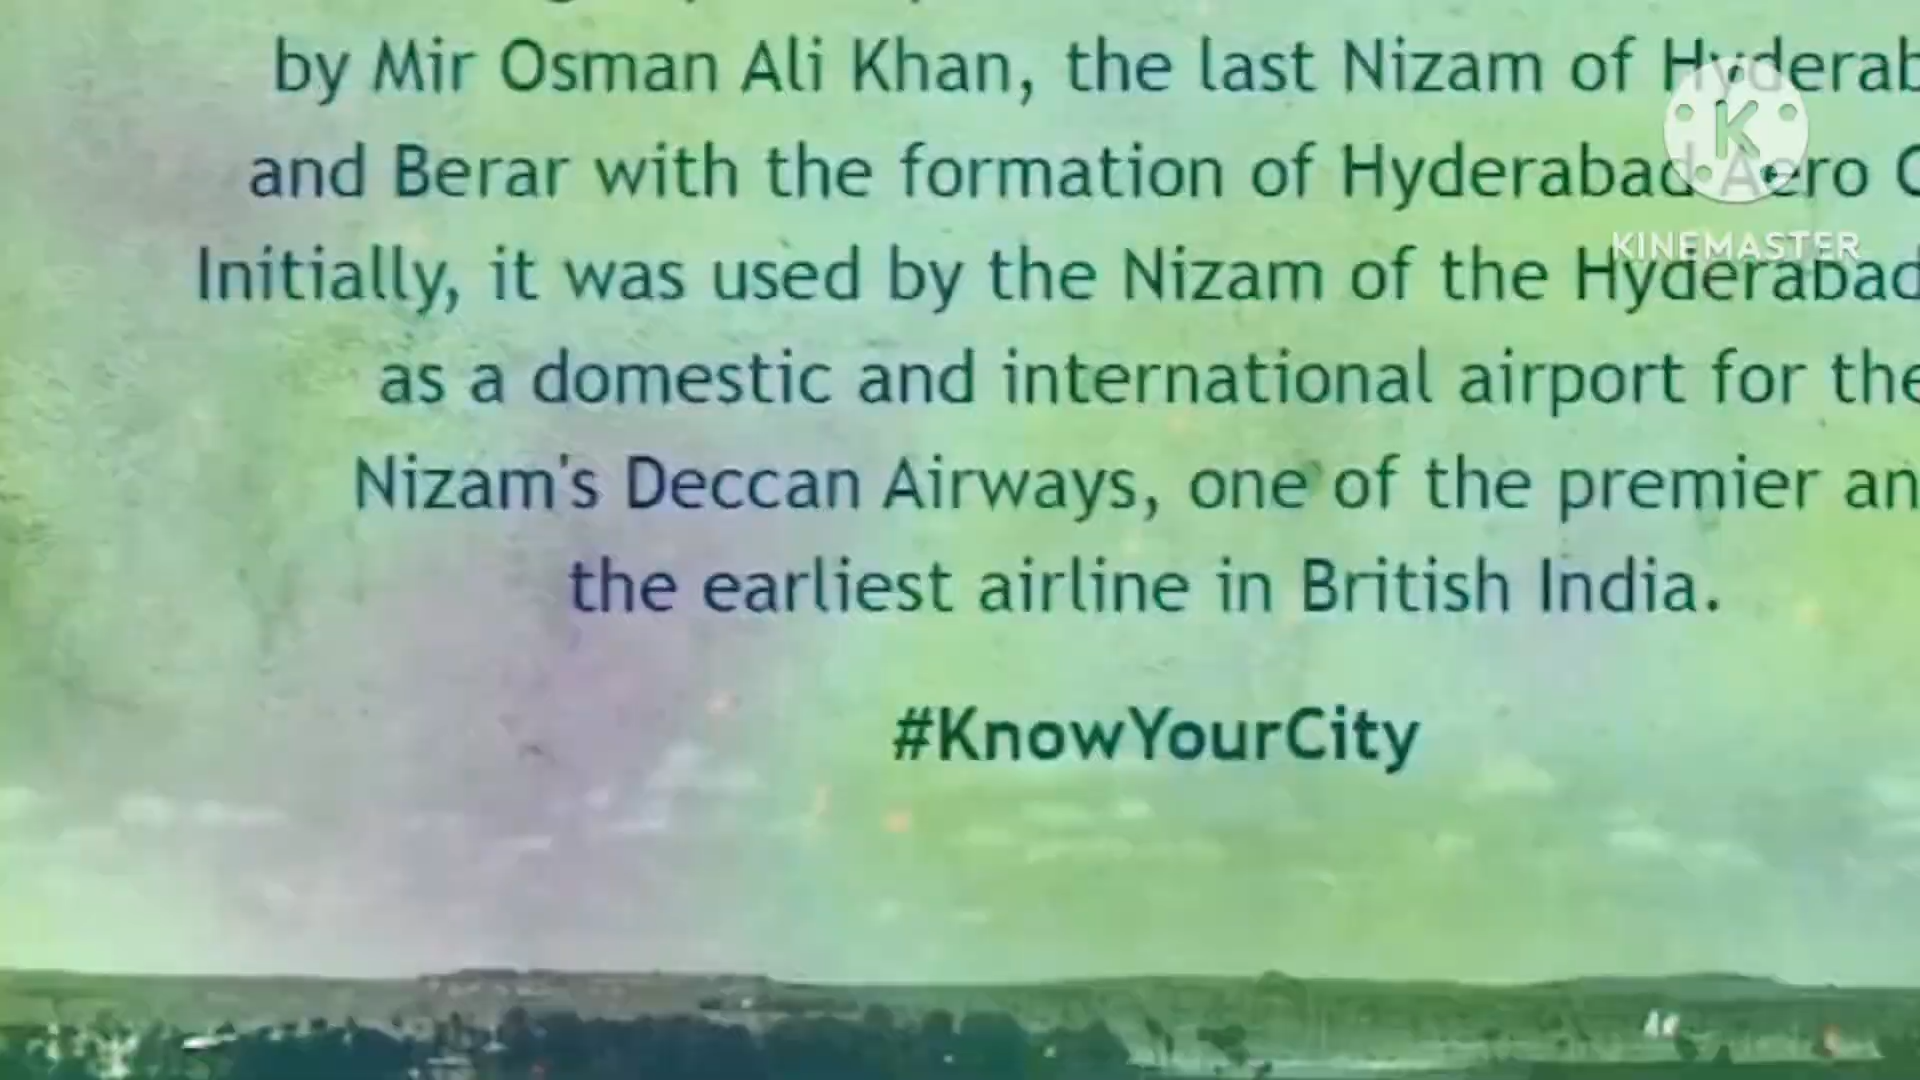 by Mir Osman Ali Khan, the last Nizam of Hyderab
and Berar with the formation of Hyderabad Aero C
Initially, it was used by the Nizam of the Hyderabad
as a domestic and international airport for the
Nizam's Deccan Airways, one of the premier an
the earliest airline in British India.
#KnowYourCity
K
KINEMASTER